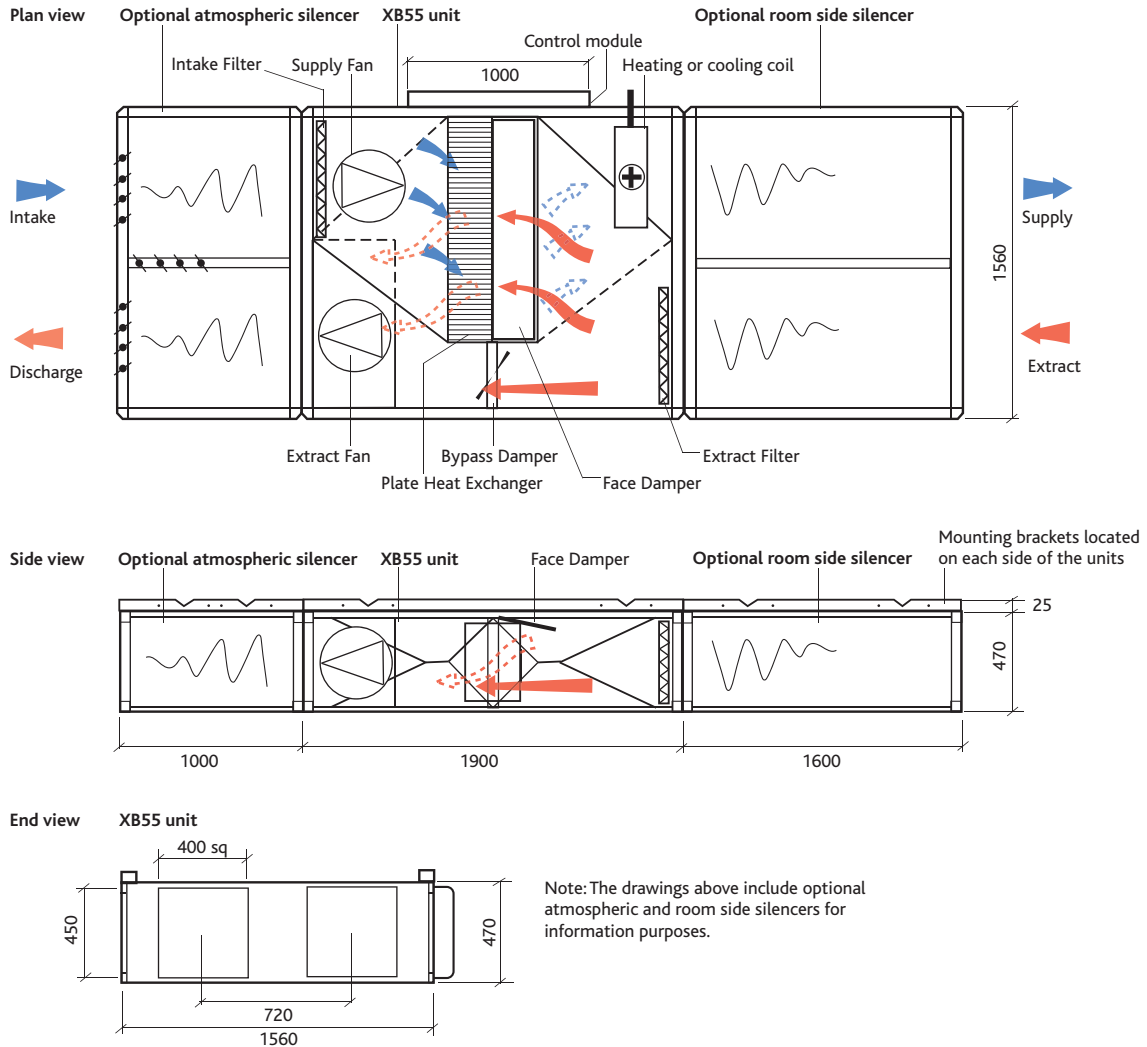 Plan view
Optional atmospheric silencer
XB55 unit
Optional room side silencer
Control module
Intake Filter
Supply Fan
1000
Heating or cooling coil
Intake
Supply
1560
Discharge
Extract
Extract Fan
Bypass Damper
Extract Filter
Plate Heat Exchanger
Face Damper
Side view
Optional atmospheric silencer
XB55 unit
Face Damper
Optional room side silencer
Mounting brackets located
on each side of the units
25
470
1000
1900
1600
End view
XB55 unit
400 sq
450
470
720
1560
Note: The drawings above include optional
atmospheric and room side silencers for
information purposes.